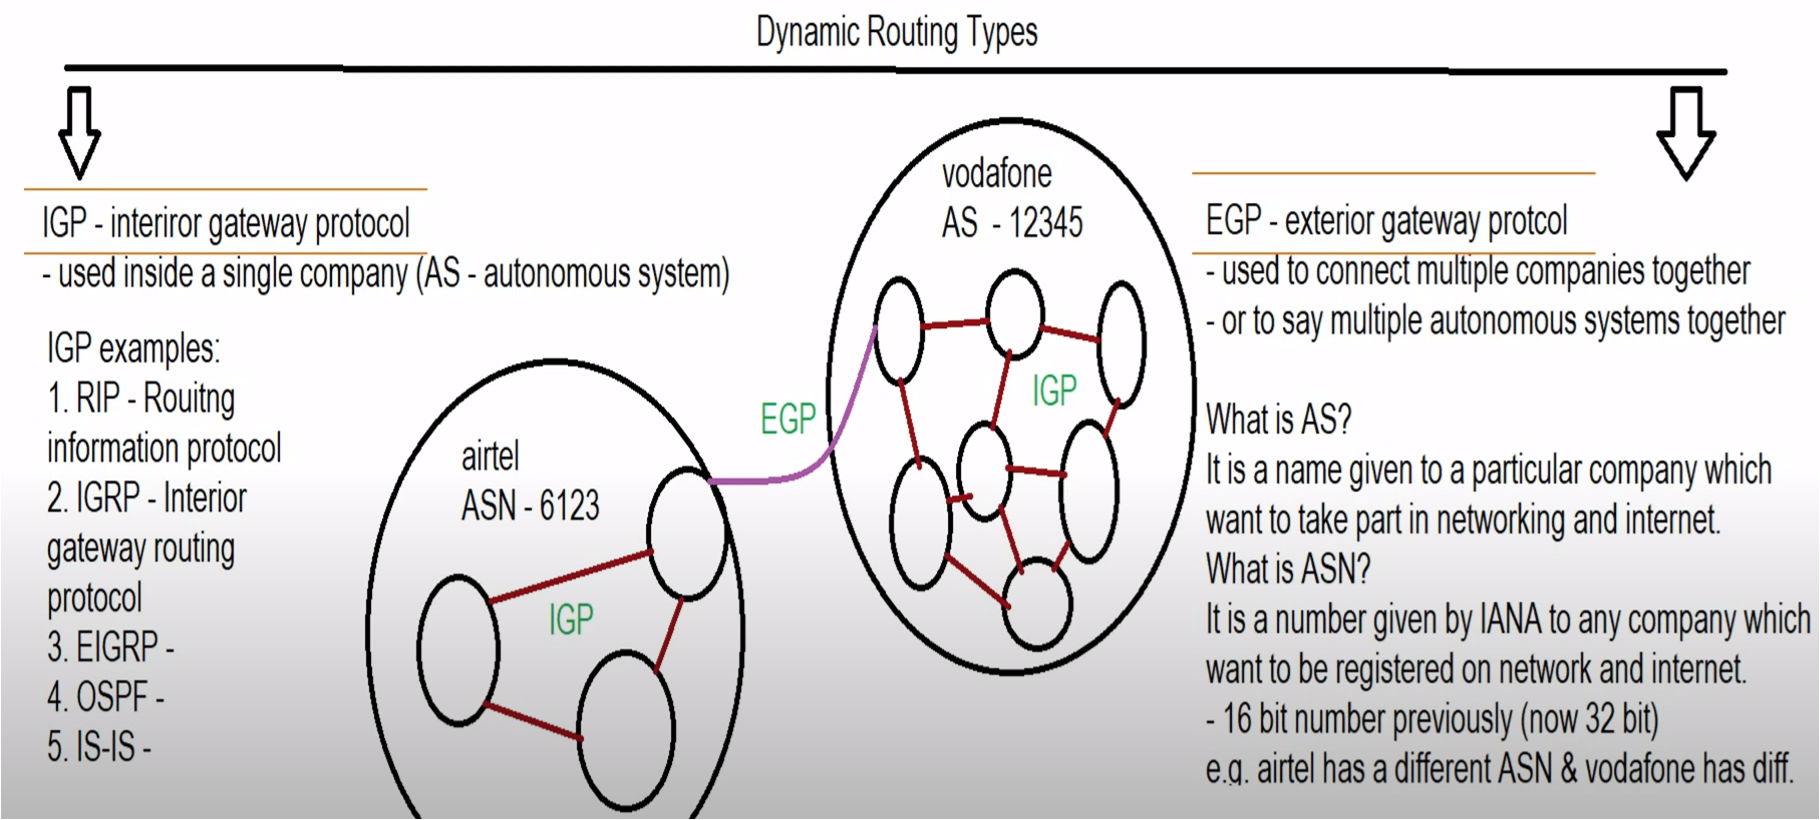 Dynamic Routing Types
IGP - interiror gateway protocol
- used inside a single company (AS - autonomous system)
IGP examples:
1. RIP - Rouitng
information protocol
2. IGRP - Interior
gateway routing
protocol
3. EIGRP -
4. OSPF -
5. IS-IS -
airtel
ASN - 6123
IGP
EGP
vodafone
AS - 12345
IGP
EGP - exterior gateway protcol
- used to connect multiple companies together
- or to say multiple autonomous systems together
What is AS?
It is a name given to a particular company which
want to take part in networking and internet.
What is ASN?
It is a number given by IANA to any company which
want to be registered on network and internet.
- 16 bit number previously (now 32 bit)
e.g. airtel has a different ASN & vodafone has diff.